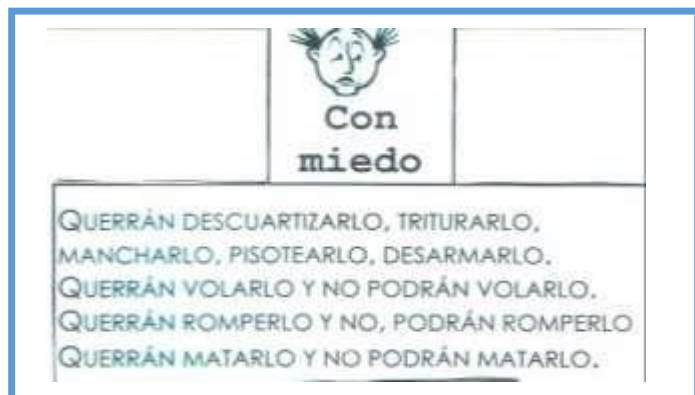 Con
miedo
QUERRÁN DESCUARTIZARLO, TRITURARLO,
MANCHARLO, PISOTEARLO, DESARMARLO.
QUERRÁN VOLARLO Y NO PODRÁN VOLARLO.
QUERRÁN ROMPERLO Y NO, PODRÁN ROMPERLO
QUERRÁN MATARLO Y NO PODRÁN MATARLO.